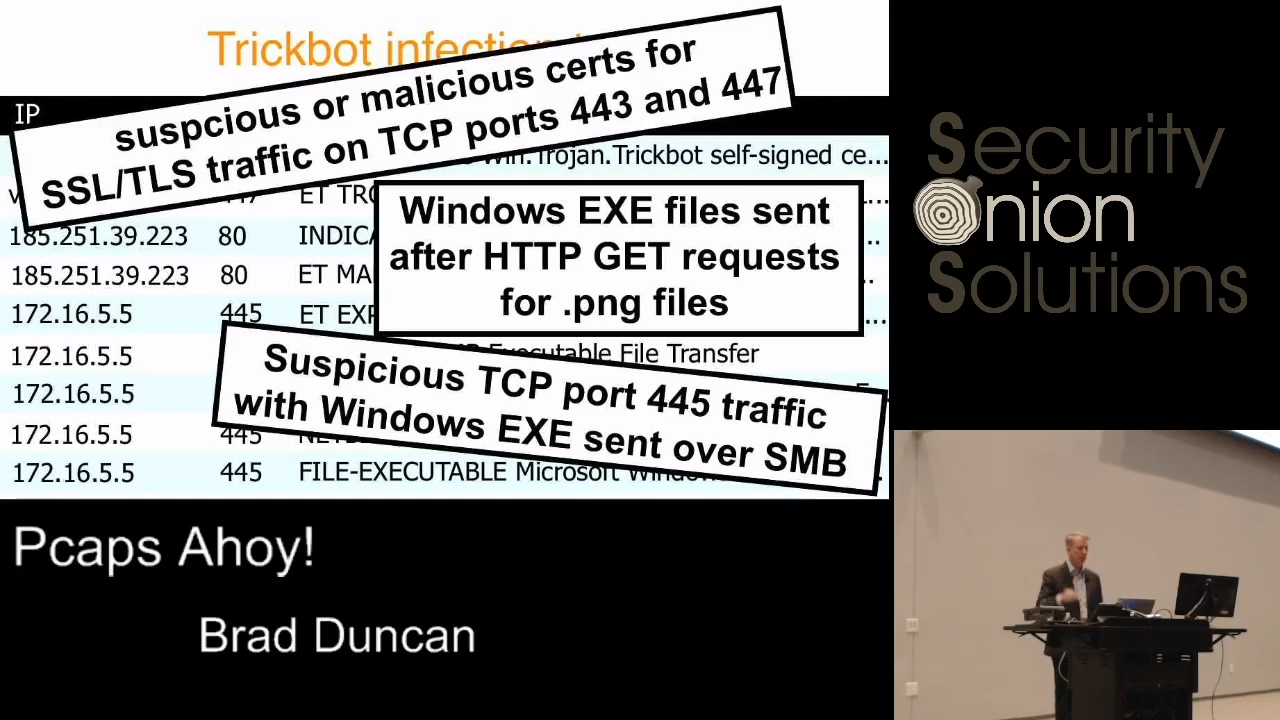 Trickbot infection
suspcious or malicious certs for
SSL/TLS traffic on TCP ports 443 and 447
IP
Win.Trojan.Trickbot self-signed ce...
ET
Windows EXE files sent
after HTTP GET requests
for .png files
185.251.39.223 80
185.251.39.223 80 ET
172.16.5.5 445 ET
172.16.5.5 Executable File Transfer
Suspicious TCP port 445 traffic
with Windows EXE sent over SMB
172.16.5.5
172.16.5.5 445
172.16.5.5 445 FILE-EXECUTABLE Microsoft
Pcaps Ahoy!
Brad Duncan
Security
Onion
Solutions